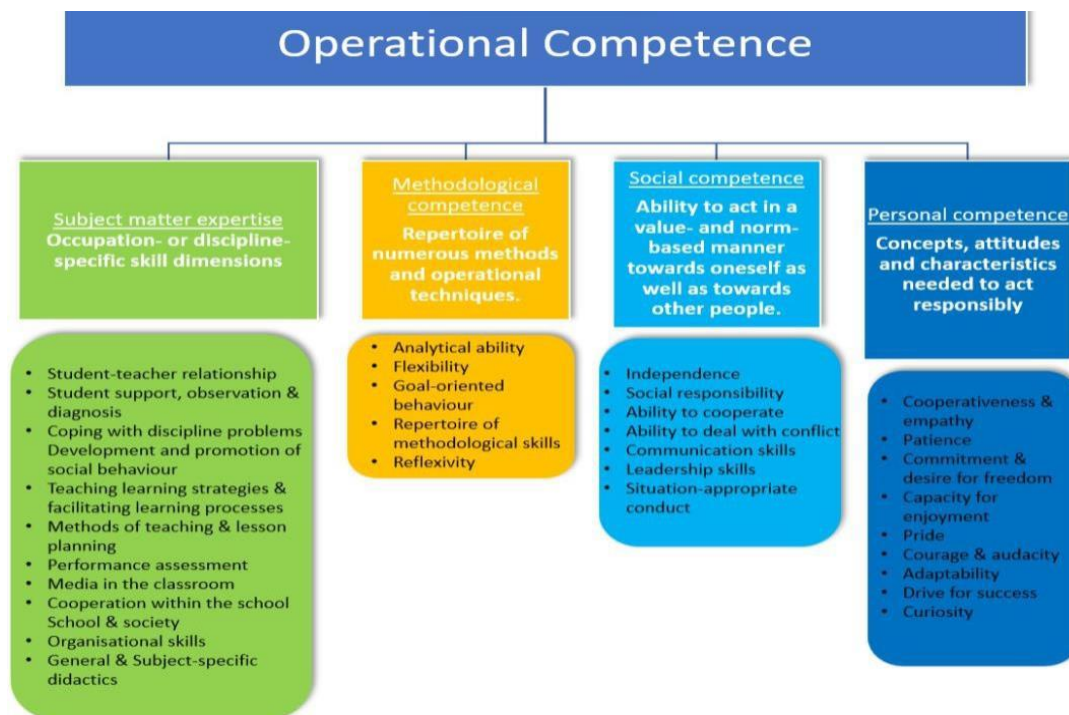 Operational Competence
Subject matter expertise
Occupation- or discipline-
specific skill dimensions
• Student-teacher relationship
• Student support, observation &
diagnosis
• Coping with discipline problems
Development and promotion of
social behaviour
• Teaching learning strategies &
facilitating learning processes
• Methods of teaching & lesson
planning
• Performance assessment
• Media in the classroom
• Cooperation within the school
School & society
• Organisational skills
• General & Subject-specific
didactics
Methodological
competence
Repertoire of
numerous methods
and operational
techniques.
• Analytical ability
• Flexibility
• Goal-oriented
behaviour
• Repertoire of
methodological skills
• Reflexivity
Social competence
Ability to act in a
value- and norm-
based manner
towards oneself as
well as towards
other people.
• Independence
• Social responsibility
• Ability to cooperate
• Ability to deal with conflict
• Communication skills
• Leadership skills
• Situation-appropriate
conduct
Personal competence
Concepts, attitudes
and characteristics
needed to act
responsibly
• Cooperativeness &
empathy
• Patience
• Commitment &
desire for freedom
• Capacity for
enjoyment
• Pride
• Courage & audacity
• Adaptability
• Drive for success
• Curiosity